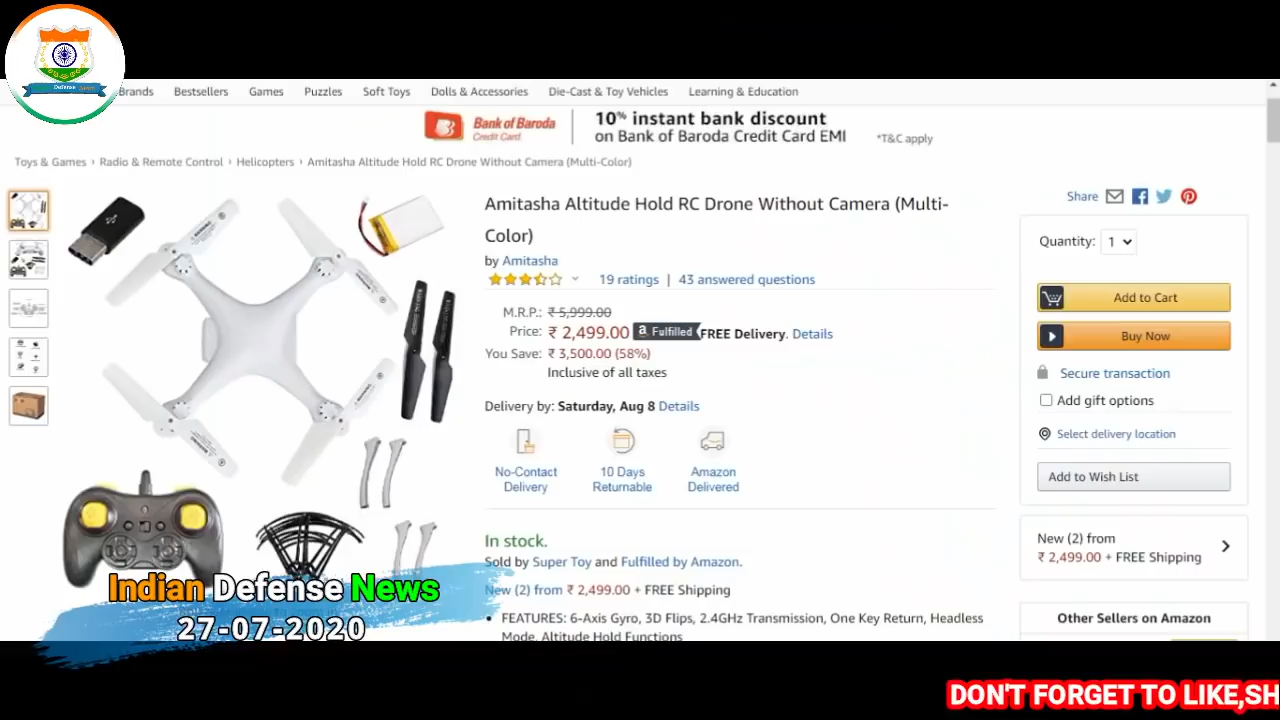 Defense News
Brands Bestsellers Games Puzzles Soft Toys Dolls & Accessories Die-Cast & Toy Vehicles Learning & Education
Bank of Baroda
Credit Card
10% instant bank discount
on Bank of Baroda Credit Card EMI
*T&C apply
Toys & Games › Radio & Remote Control › Helicopters › Amitasha Altitude Hold RC Drone Without Camera (Multi-Color)
Amitasha Altitude Hold RC Drone Without Camera (Multi-
Color)
by Amitasha
19 ratings | 43 answered questions
M.R.P.: ₹ 5,999.00
Price: ₹ 2,499.00 a Fulfilled FREE Delivery. Details
You Save: ₹ 3,500.00 (58%)
Inclusive of all taxes
Delivery by: Saturday, Aug 8 Details
No-Contact
Delivery
10 Days
Returnable
Amazon
Delivered
In stock.
Sold by Super Toy and Fulfilled by Amazon.
New (2) from ₹ 2,499.00 + FREE Shipping
• FEATURES: 6-Axis Gyro, 3D Flips, 2.4GHz Transmission, One Key Return, Headless
Mode, Altitude Hold Functions
Share
Quantity: 1
Add to Cart
Buy Now
Secure transaction
Add gift options
Select delivery location
Add to Wish List
New (2) from
₹ 2,499.00 + FREE Shipping
Other Sellers on Amazon
Indian Defense News
27-07-2020
DON'T FORGET TO LIKE,SH